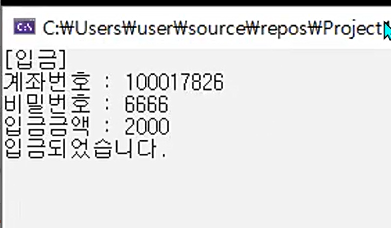 C:₩Users₩user₩source₩repos₩Project
[입금]
계좌번호 : 100017826
비밀번호 : 6666
입금금액 : 2000
입금되었습니다.